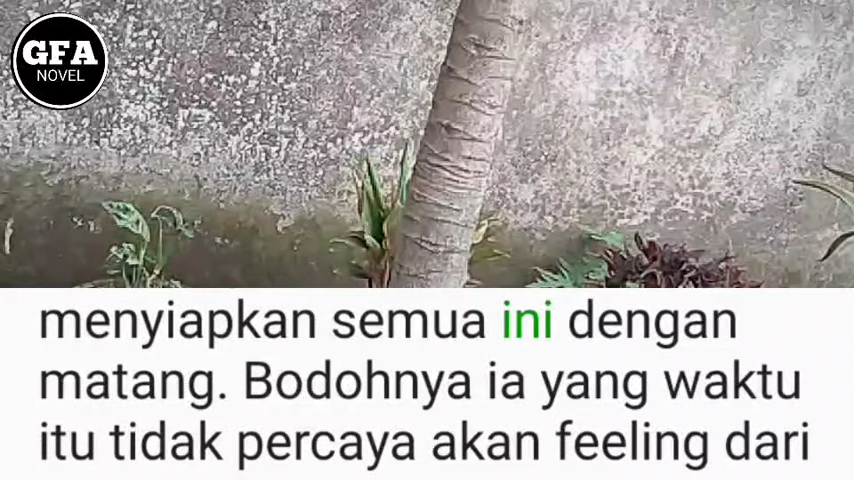 GFA
NOVEL
menyiapkan semua ini dengan
matang. Bodohnya ia yang waktu
itu tidak percaya akan feeling dari